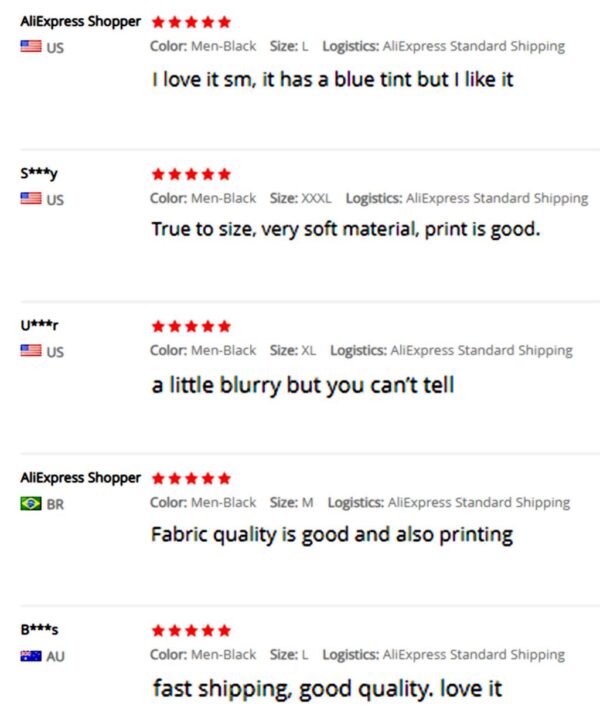 AliExpress Shopper
US
Color: Men-Black Size: L Logistics: AliExpress Standard Shipping
I love it sm, it has a blue tint but I like it
S***y
US
Color: Men-Black Size: XXXL Logistics: AliExpress Standard Shipping
True to size, very soft material, print is good.
U***r
US
Color: Men-Black Size: XL Logistics: AliExpress Standard Shipping
a little blurry but you can't tell
AliExpress Shopper
BR
Color: Men-Black Size: M Logistics: AliExpress Standard Shipping
Fabric quality is good and also printing
B***s
AU
Color: Men-Black Size: L Logistics: AliExpress Standard Shipping
fast shipping, good quality. love it